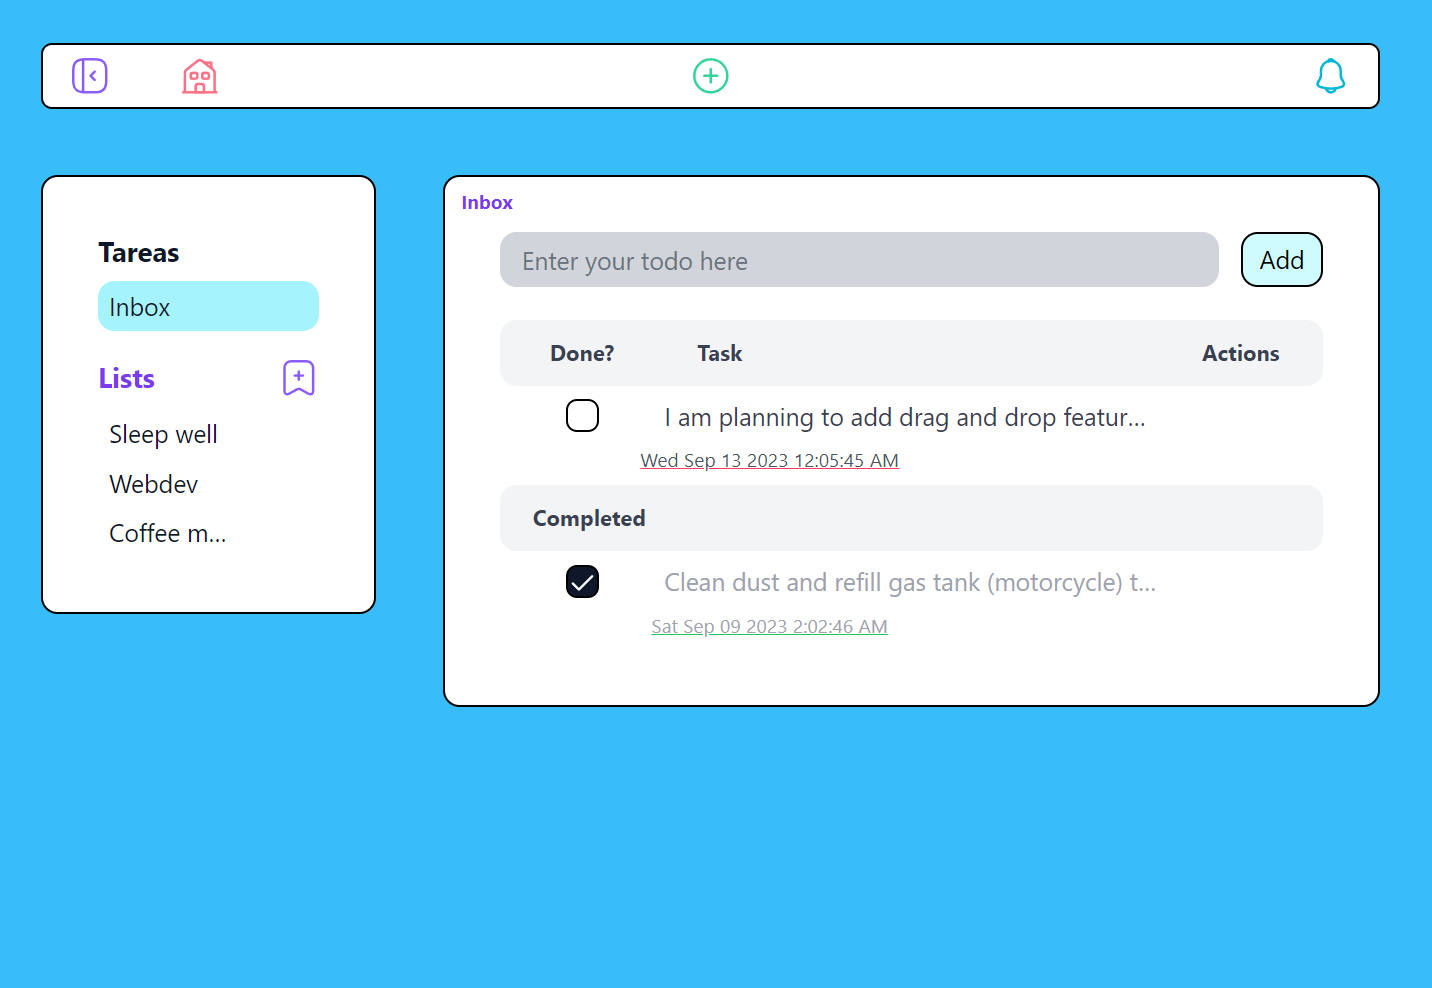 Tareas
Inbox
Lists
Sleep well
Webdev
Coffee m...
Inbox
Enter your todo here
Add
Done? Task Actions
I am planning to add drag and drop featur...
Wed Sep 13 2023 12:05:45 AM
Completed
Clean dust and refill gas tank (motorcycle) t...
Sat Sep 09 2023 2:02:46 AM